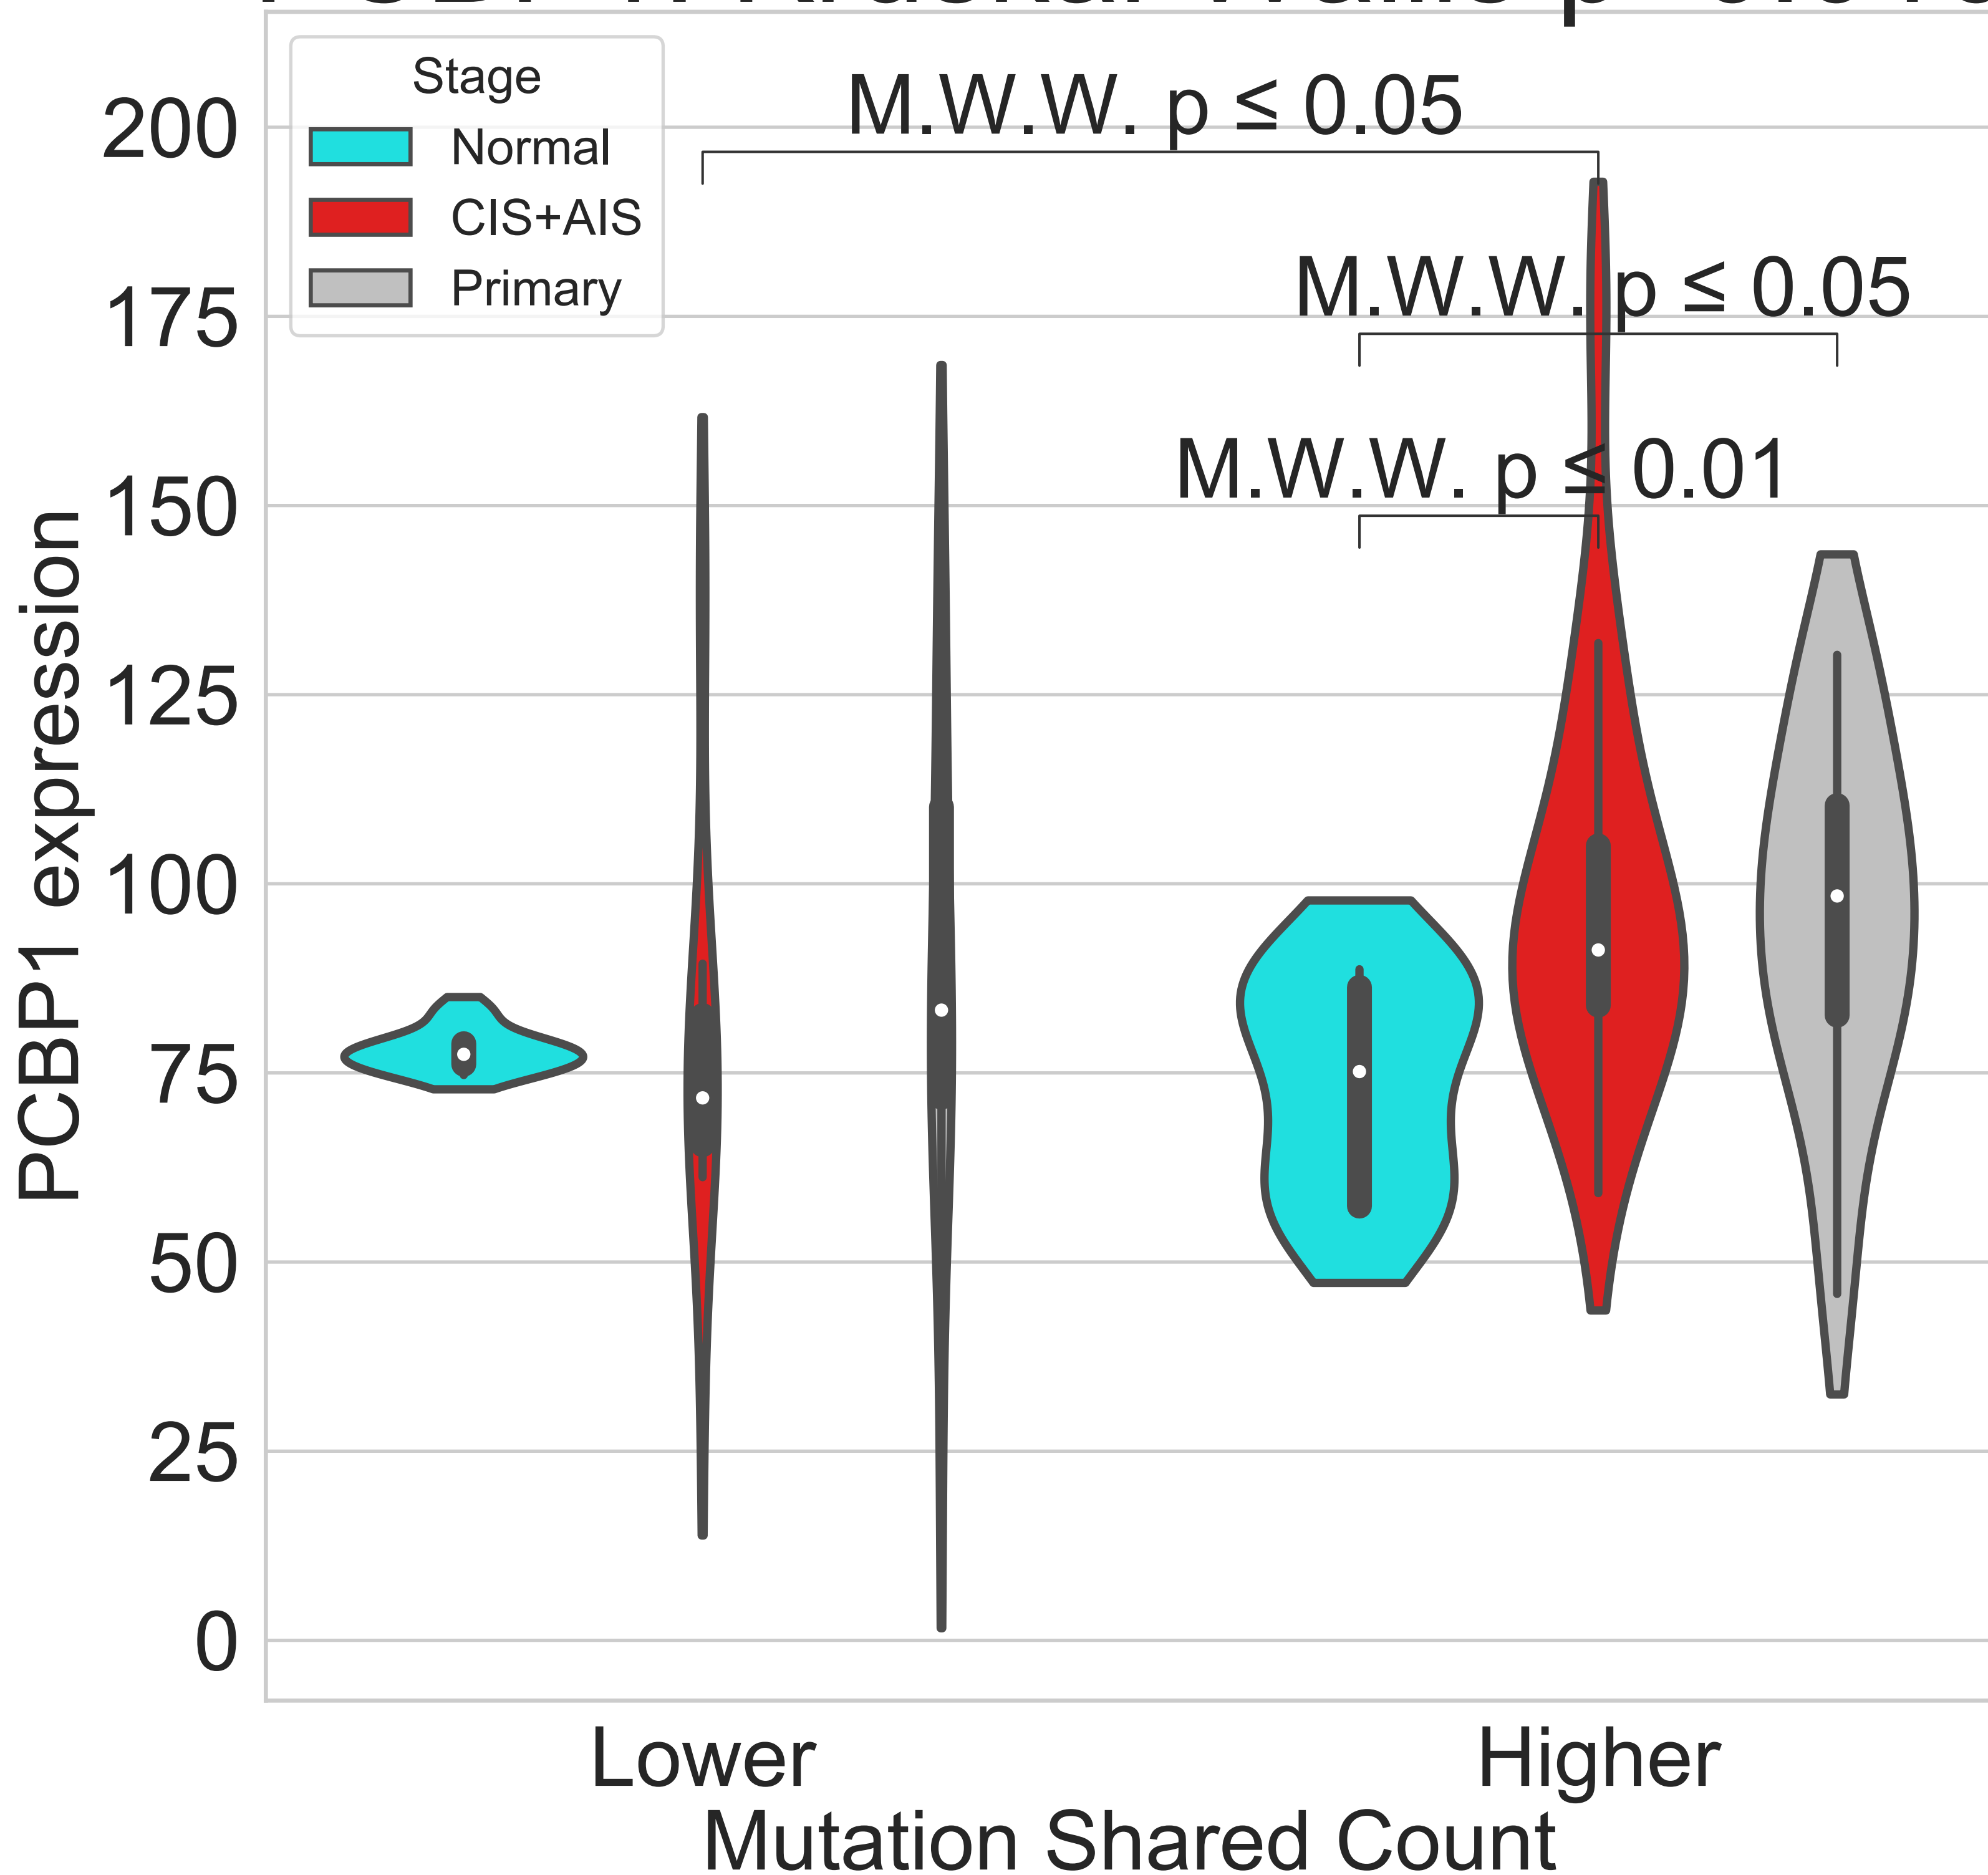 Stage
Normal
CIS+AIS
Primary
M.W.W. p ≤ 0.05
M.W.W. p ≤ 0.05
M.W.W. p ≤ 0.01
200
175
150
125
100
75
50
25
0
PCBP1 expression
Lower
Higher
Mutation Shared Count